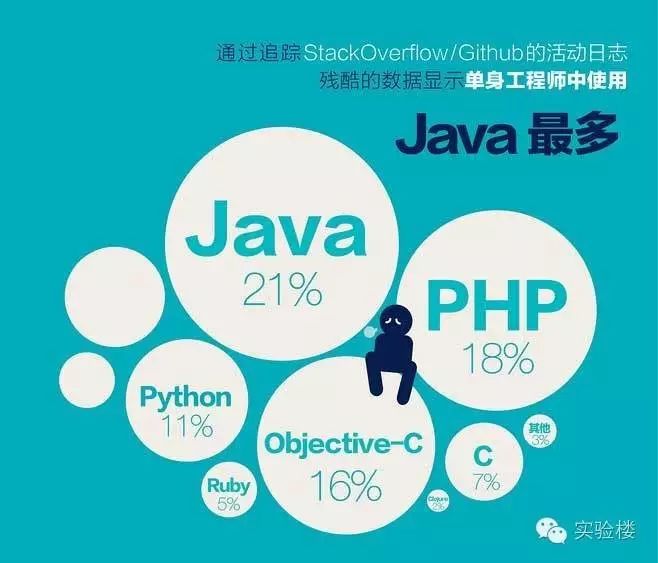 通过追踪StackOverflow/Github的活动日志
残酷的数据显示单身工程师中使用
Java 最多
Java
21%
PHP
18%
Python
11%
Objective-C
16%
Ruby
5%
C
7%
其他
3%
Clojure
2%
实验楼